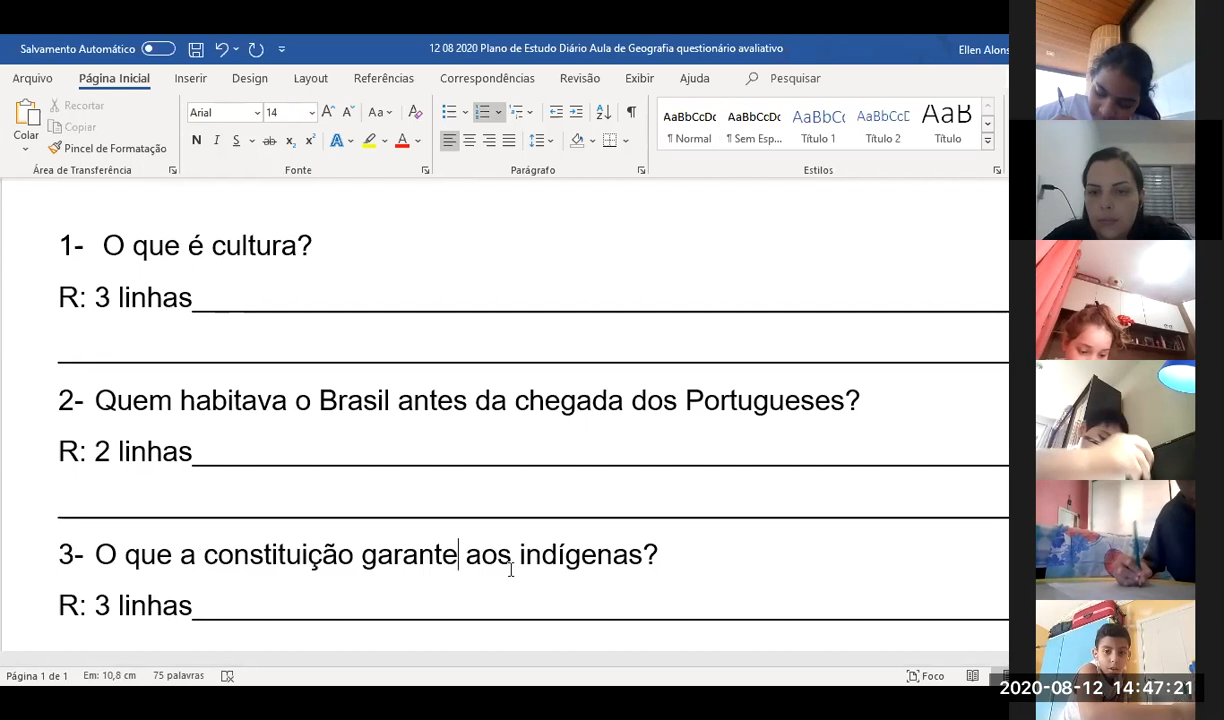 Salvamento Automático
12 08 2020 Plano de Estudo Diário Aula de Geografia questionário avaliativo
Ellen Alons
Arquivo Página Inicial Inserir Design Layout Referências Correspondências Revisão Exibir Ajuda Pesquisar
Colar
Recortar
Copiar
Pincel de Formatação
Área de Transferência
Arial 14 Aa
N I S ab x₂ x² A A
Fonte
Parágrafo
AaBbCcDc AaBbCcDc AaBbCc AaBbCcD AaB
¶ Normal ¶ Sem Esp... Título 1 Título 2 Título
Estilos
1- O que é cultura?
R: 3 linhas
2- Quem habitava o Brasil antes da chegada dos Portugueses?
R: 2 linhas
3- O que a constituição garante aos indígenas?
R: 3 linhas
Página 1 de 1 Em: 10,8 cm 75 palavras Foco
2020-08-12 14:47:21